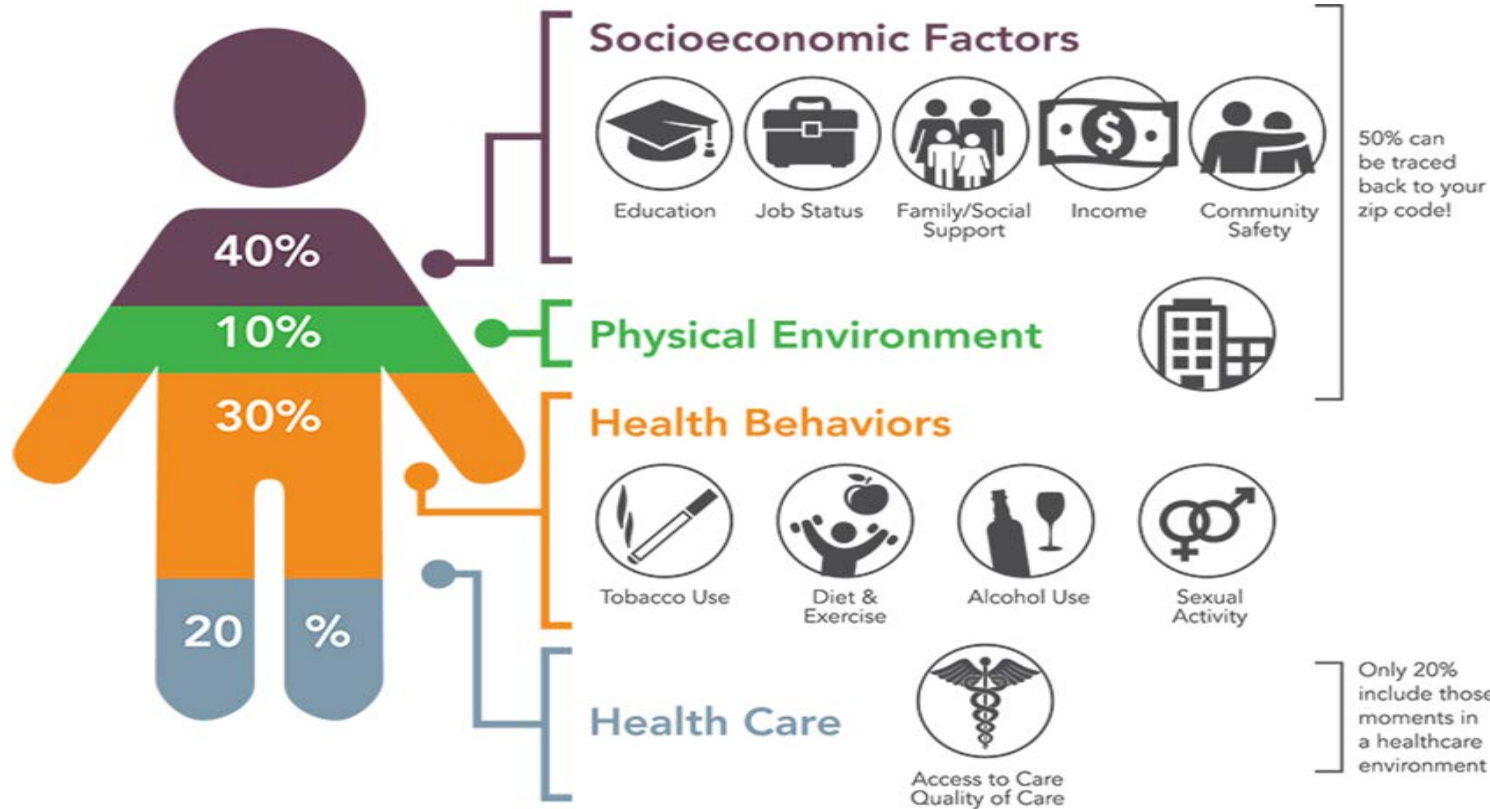 Socioeconomic Factors
Education
Job Status
Family/Social
Support
Income
Community
Safety
50% can
be traced
back to your
zip code!
40%
10%
Physical Environment
30%
Health Behaviors
Tobacco Use
Diet &
Exercise
Alcohol Use
Sexual
Activity
20 %
Health Care
Access to Care
Quality of Care
Only 20%
include those
moments in
a healthcare
environment
$